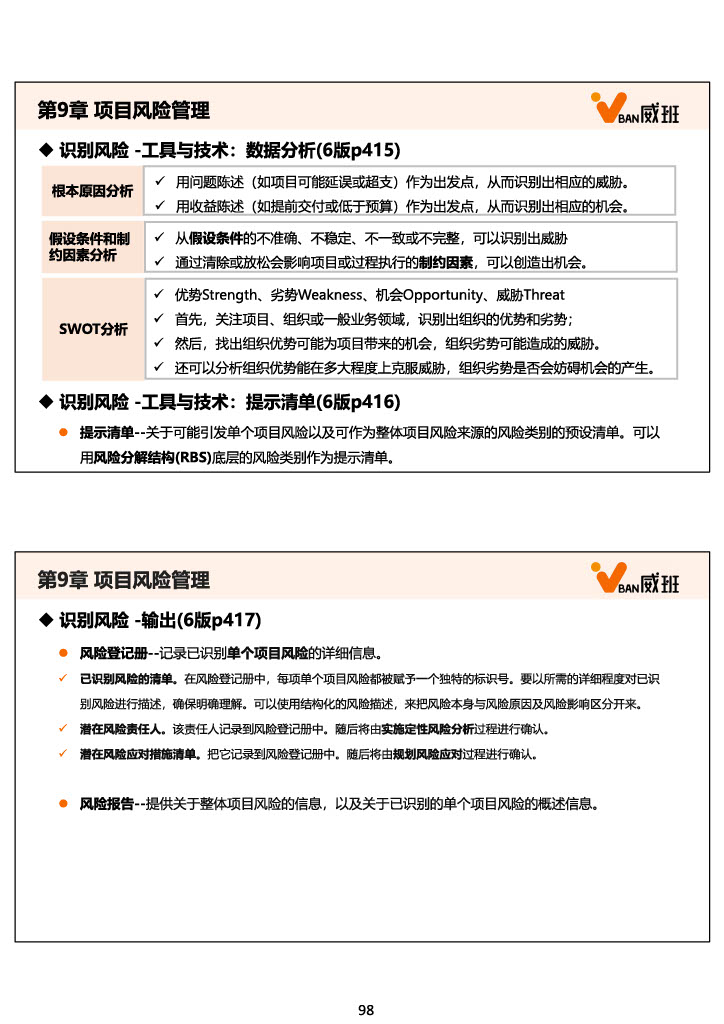 第9章 项目风险管理
VBAN威班
◆ 识别风险 -工具与技术：数据分析(6版p415)
根本原因分析
✓ 用问题陈述（如项目可能延误或超支）作为出发点，从而识别出相应的威胁。
✓ 用收益陈述（如提前交付或低于预算）作为出发点，从而识别出相应的机会。
假设条件和制
约因素分析
✓ 从假设条件的不准确、不稳定、不一致或不完整，可以识别出威胁
✓ 通过清除或放松会影响项目或过程执行的制约因素，可以创造出机会。
SWOT分析
✓ 优势Strength、劣势Weakness、机会Opportunity、威胁Threat
✓ 首先，关注项目、组织或一般业务领域，识别出组织的优势和劣势；
✓ 然后，找出组织优势可能为项目带来的机会，组织劣势可能造成的威胁。
✓ 还可以分析组织优势能在多大程度上克服威胁，组织劣势是否会妨碍机会的产生。
◆ 识别风险 -工具与技术：提示清单(6版p416)
● 提示清单--关于可能引发单个项目风险以及可作为整体项目风险来源的风险类别的预设清单。可以
用风险分解结构(RBS)底层的风险类别作为提示清单。
第9章 项目风险管理
VBAN威班
◆ 识别风险 -输出(6版p417)
● 风险登记册--记录已识别单个项目风险的详细信息。
✓ 已识别风险的清单。在风险登记册中，每项单个项目风险都被赋予一个独特的标识号。要以所需的详细程度对已识
别风险进行描述，确保明确理解。可以使用结构化的风险描述，来把风险本身与风险原因及风险影响区分开来。
✓ 潜在风险责任人。该责任人记录到风险登记册中。随后将由实施定性风险分析过程进行确认。
✓ 潜在风险应对措施清单。把它记录到风险登记册中。随后将由规划风险应对过程进行确认。
● 风险报告--提供关于整体项目风险的信息，以及关于已识别的单个项目风险的概述信息。
98